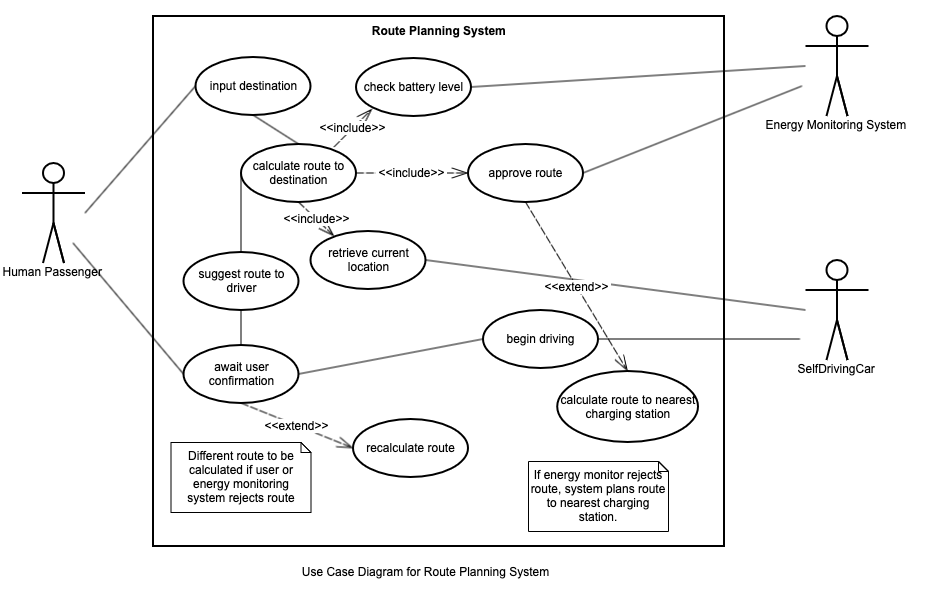 Route Planning System
input destination
check battery level
Energy Monitoring System
<<include>>
calculate route to
destination
<<include>>
approve route
<<include>>
Human Passenger
retrieve current
location
suggest route to
driver
<<extend>>
begin driving
SelfDrivingCar
await user
confirmation
calculate route to nearest
charging station
<<extend>>
recalculate route
Different route to be
calculated if user or
energy monitoring
system rejects route
If energy monitor rejects
route, system plans route
to nearest charging
station.
Use Case Diagram for Route Planning System